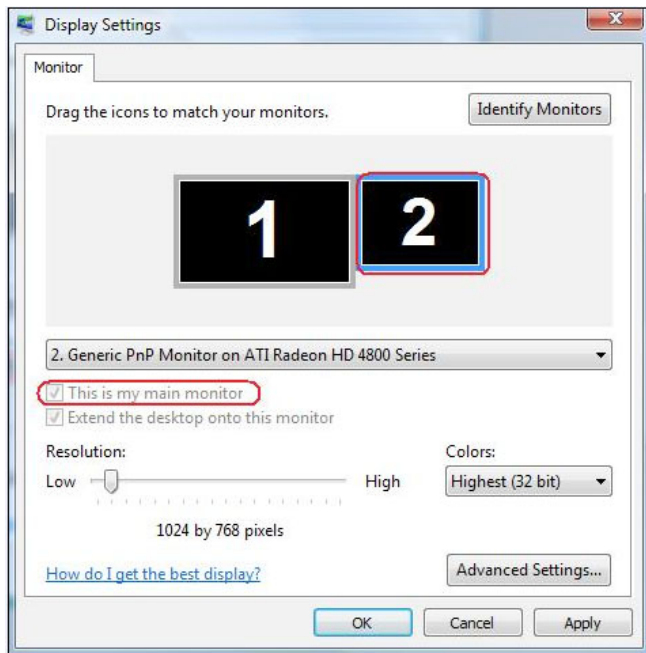 Display Settings
Monitor
Drag the icons to match your monitors.
Identify Monitors
1
2
2. Generic PnP Monitor on ATI Radeon HD 4800 Series
This is my main monitor
Extend the desktop onto this monitor
Resolution:
Colors:
Low
High
Highest (32 bit)
1024 by 768 pixels
How do I get the best display?
Advanced Settings...
OK
Cancel
Apply